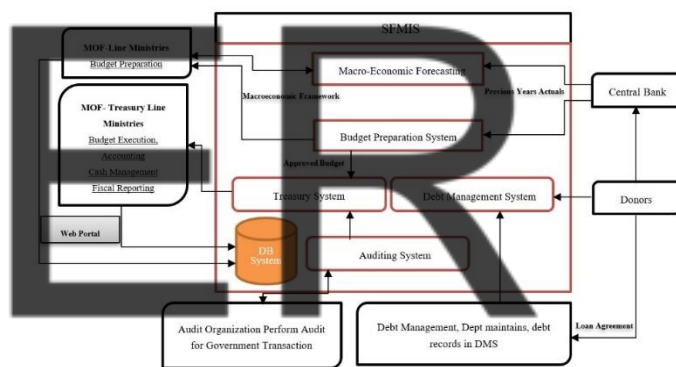 SFMIS
MOF-Line Ministries
Budget Preparation
Macro-Economic Forecasting
Macroeconomic Framework
Previous Years Actuals
Central Bank
MOF- Treasury Line
Ministries
Budget Execution,
Accounting
Cash Management
Fiscal Reporting
Budget Preparation System
Approved Budget
Treasury System
Debt Management System
Donors
Web Portal
DB
System
Auditing System
Audit Organization Perform Audit
for Government Transaction
Debt Management, Dept maintains, debt
records in DMS
Loan Agreement
ER